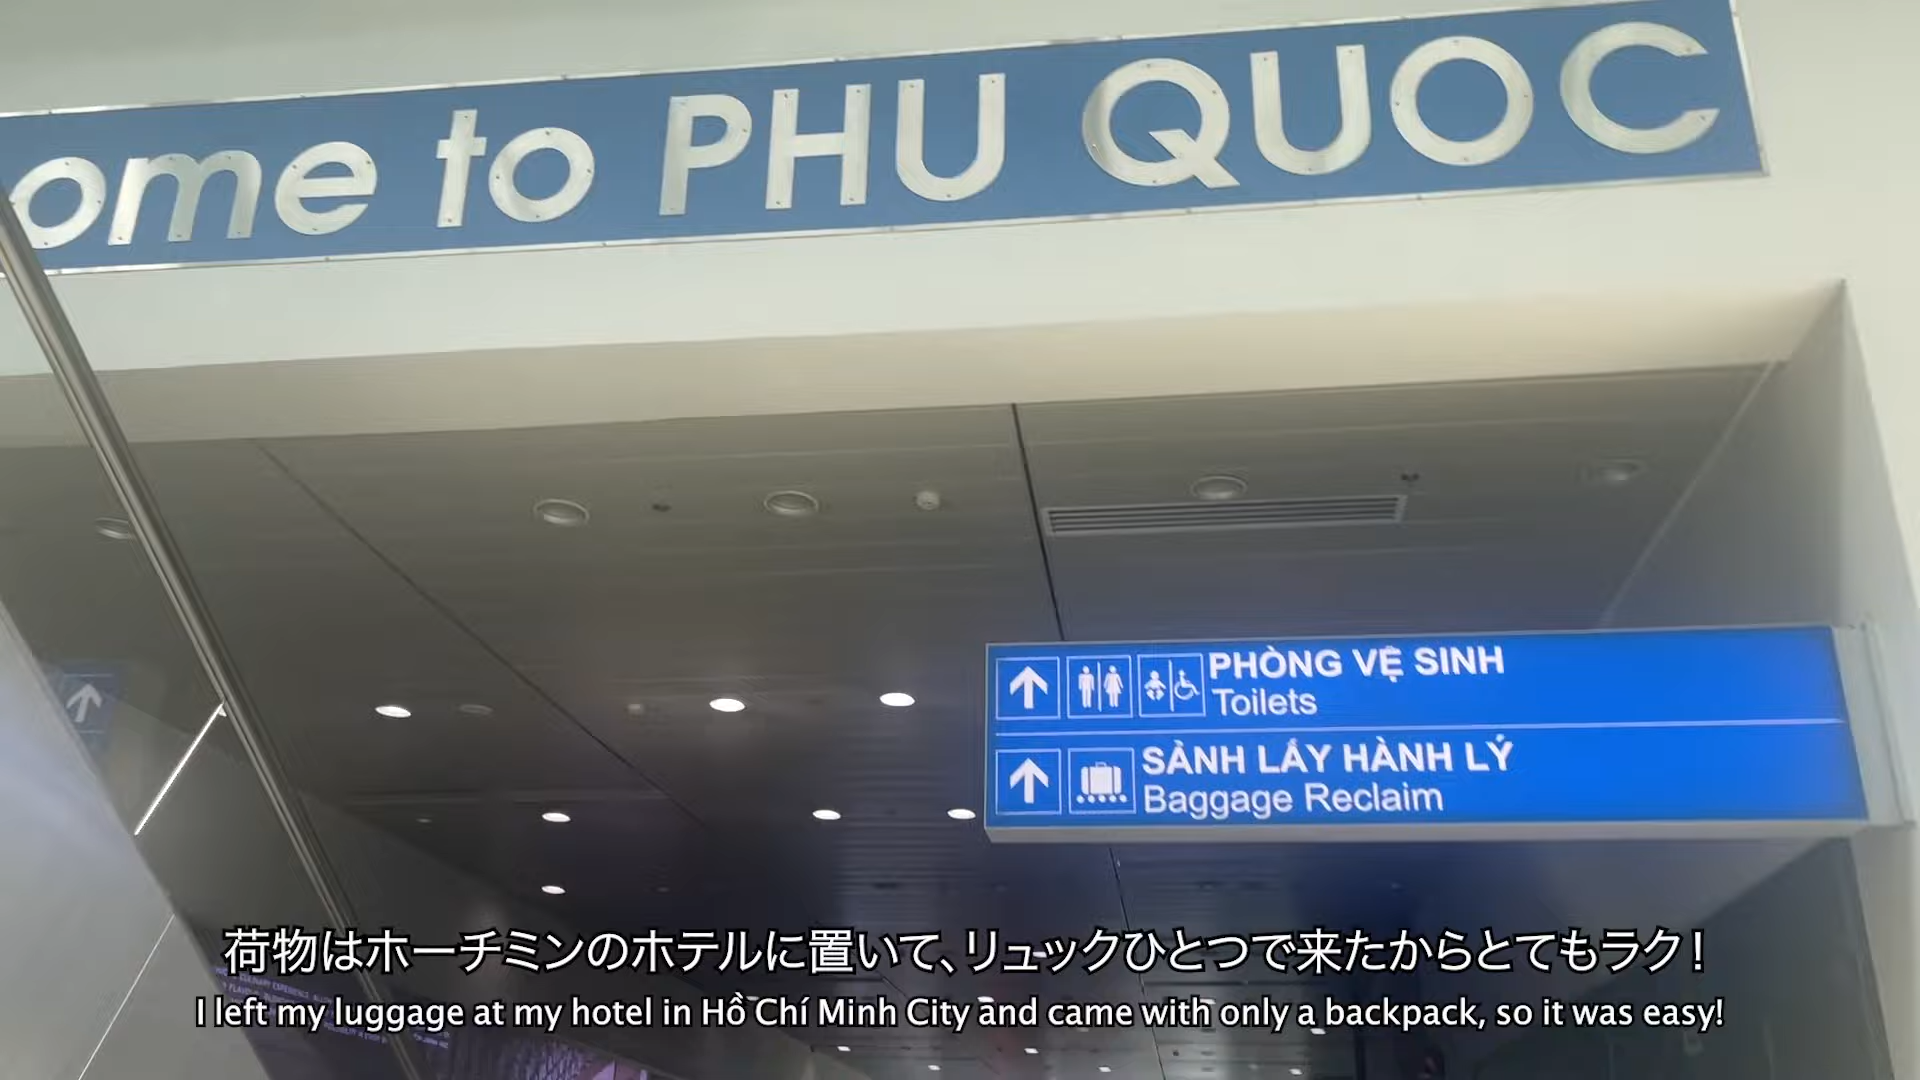 ome to PHU QUOC
PHÒNG VỆ SINH
Toilets
SẢNH LẤY HÀNH LÝ
Baggage Reclaim
荷物はホーチミンのホテルに置いて、リュックひとつで来たからとてもラク!
I left my luggage at my hotel in Hồ Chí Minh City and came with only a backpack, so it was easy!